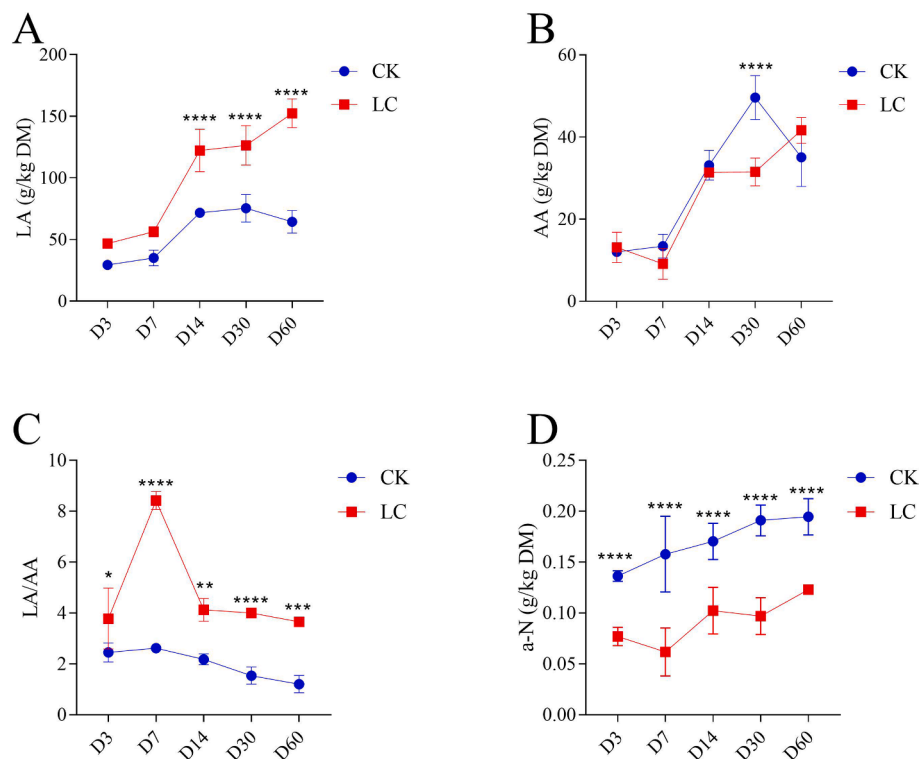 A
LA (g/kg DM)
200
150
100
50
0
**** **** ****
D3 D7 D14 D30 D60
CK
LC
B
AA (g/kg DM)
60
40
20
0
****
D3 D7 D14 D30 D60
CK
LC
C
LA/AA
10
8
6
4
2
0
* **** ** **** ***
D3 D7 D14 D30 D60
CK
LC
D
a-N (g/kg DM)
0.25
0.20
0.15
0.10
0.05
0.00
**** **** **** **** ****
D3 D7 D14 D30 D60
CK
LC